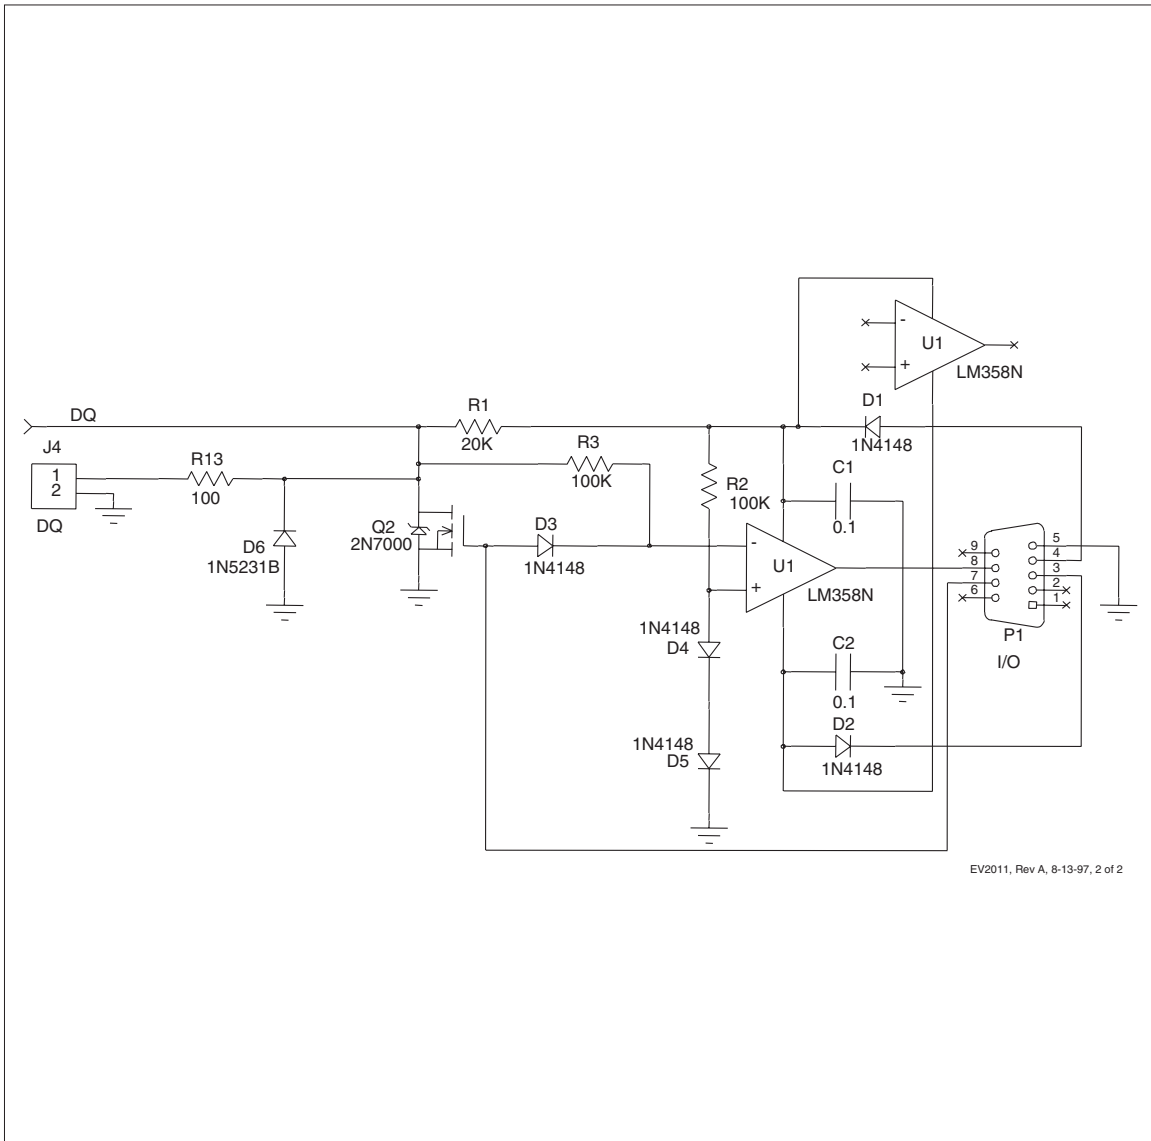 -
U1
+
LM358N
D1
1N4148
DQ
R1
20K
J4
1
2
DQ
R13
100
R3
100K
R2
100K
C1
0.1
D6
1N5231B
Q2
2N7000
D3
1N4148
-
U1
+
LM358N
9
8
7
6
5
4
3
2
1
P1
I/O
1N4148
D4
C2
0.1
1N4148
D5
D2
1N4148
EV2011, Rev A, 8-13-97, 2 of 2